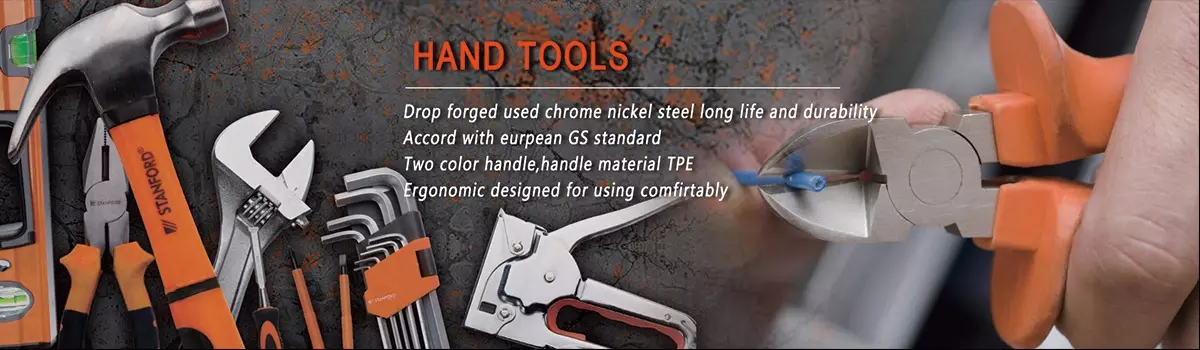 HAND TOOLS
Drop forged used chrome nickel steel long life and durability
Accord with eurpean GS standard
Two color handle,handle material TPE
Ergonomic designed for using comfirtably
STANFORD®